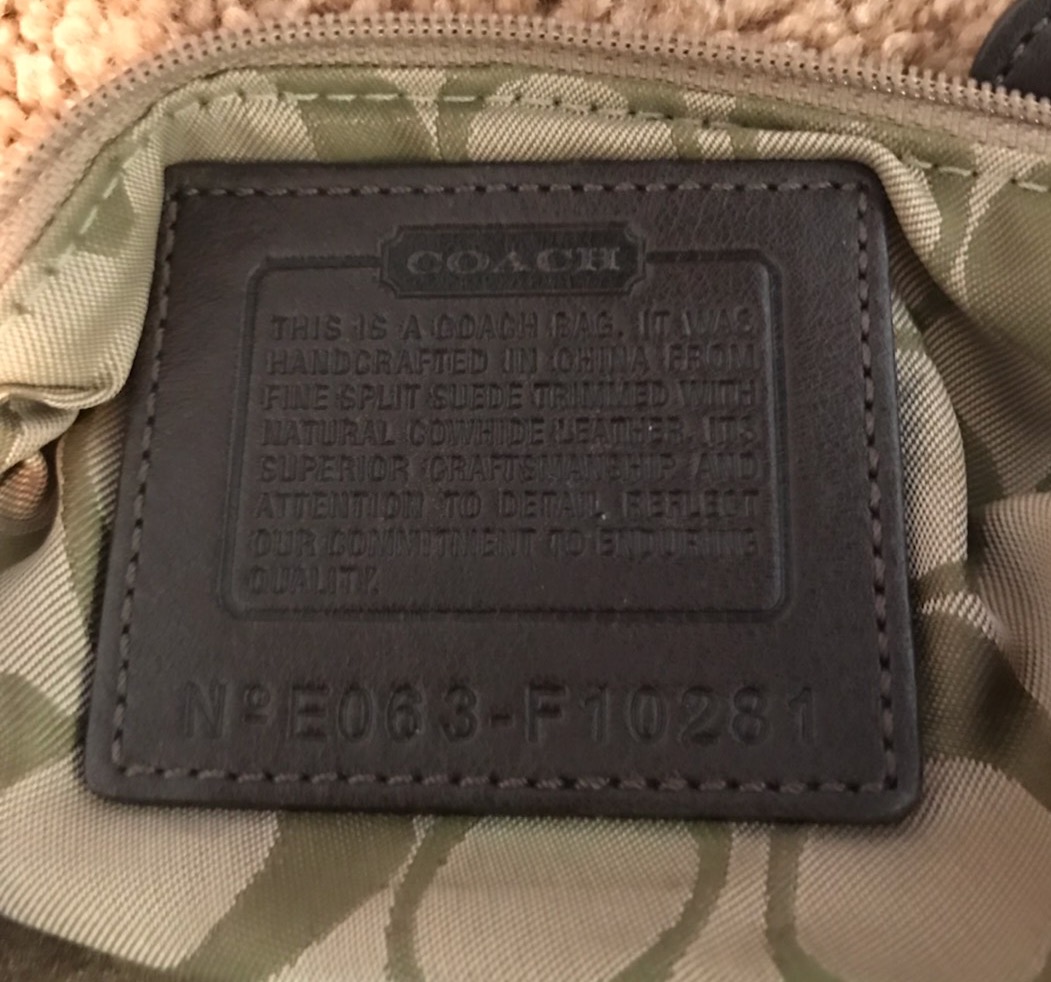 COACH
THIS IS A COACH BAG. IT WAS
HANDCRAFTED IN CHINA FROM
FINE SPLIT SUEDE TRIMMED WITH
NATURAL COWHIDE LEATHER. ITS
SUPERIOR CRAFTSMANSHIP AND
ATTENTION TO DETAIL REFLECT
OUR COMMITMENT TO ENDURING
QUALITY.
Nº E063-F10281